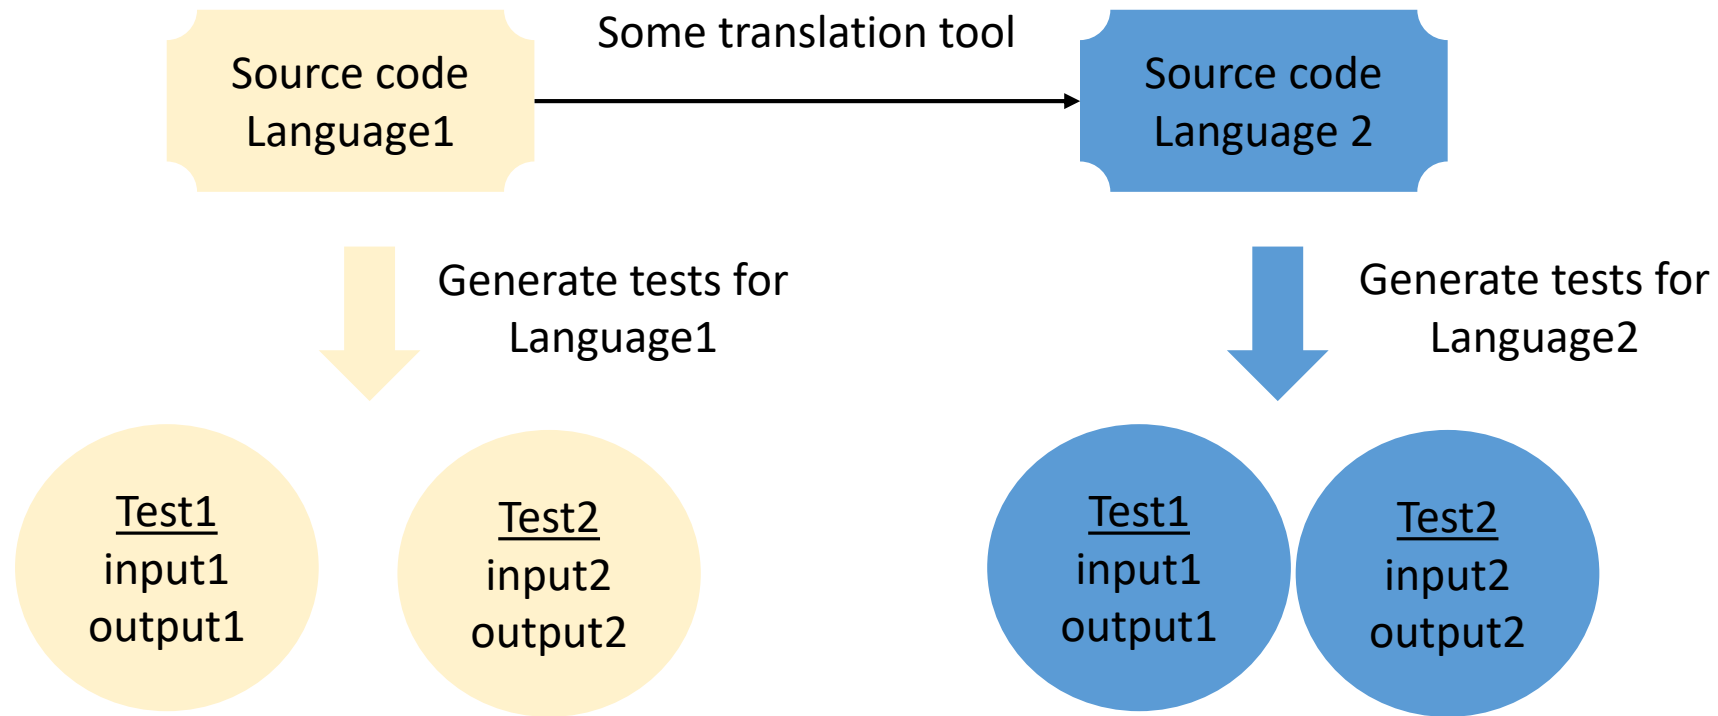 Some translation tool
Source code
Language1
Source code
Language 2
Generate tests for
Language1
Generate tests for
Language2
Test1
input1
output1
Test2
input2
output2
Test1
input1
output1
Test2
input2
output2